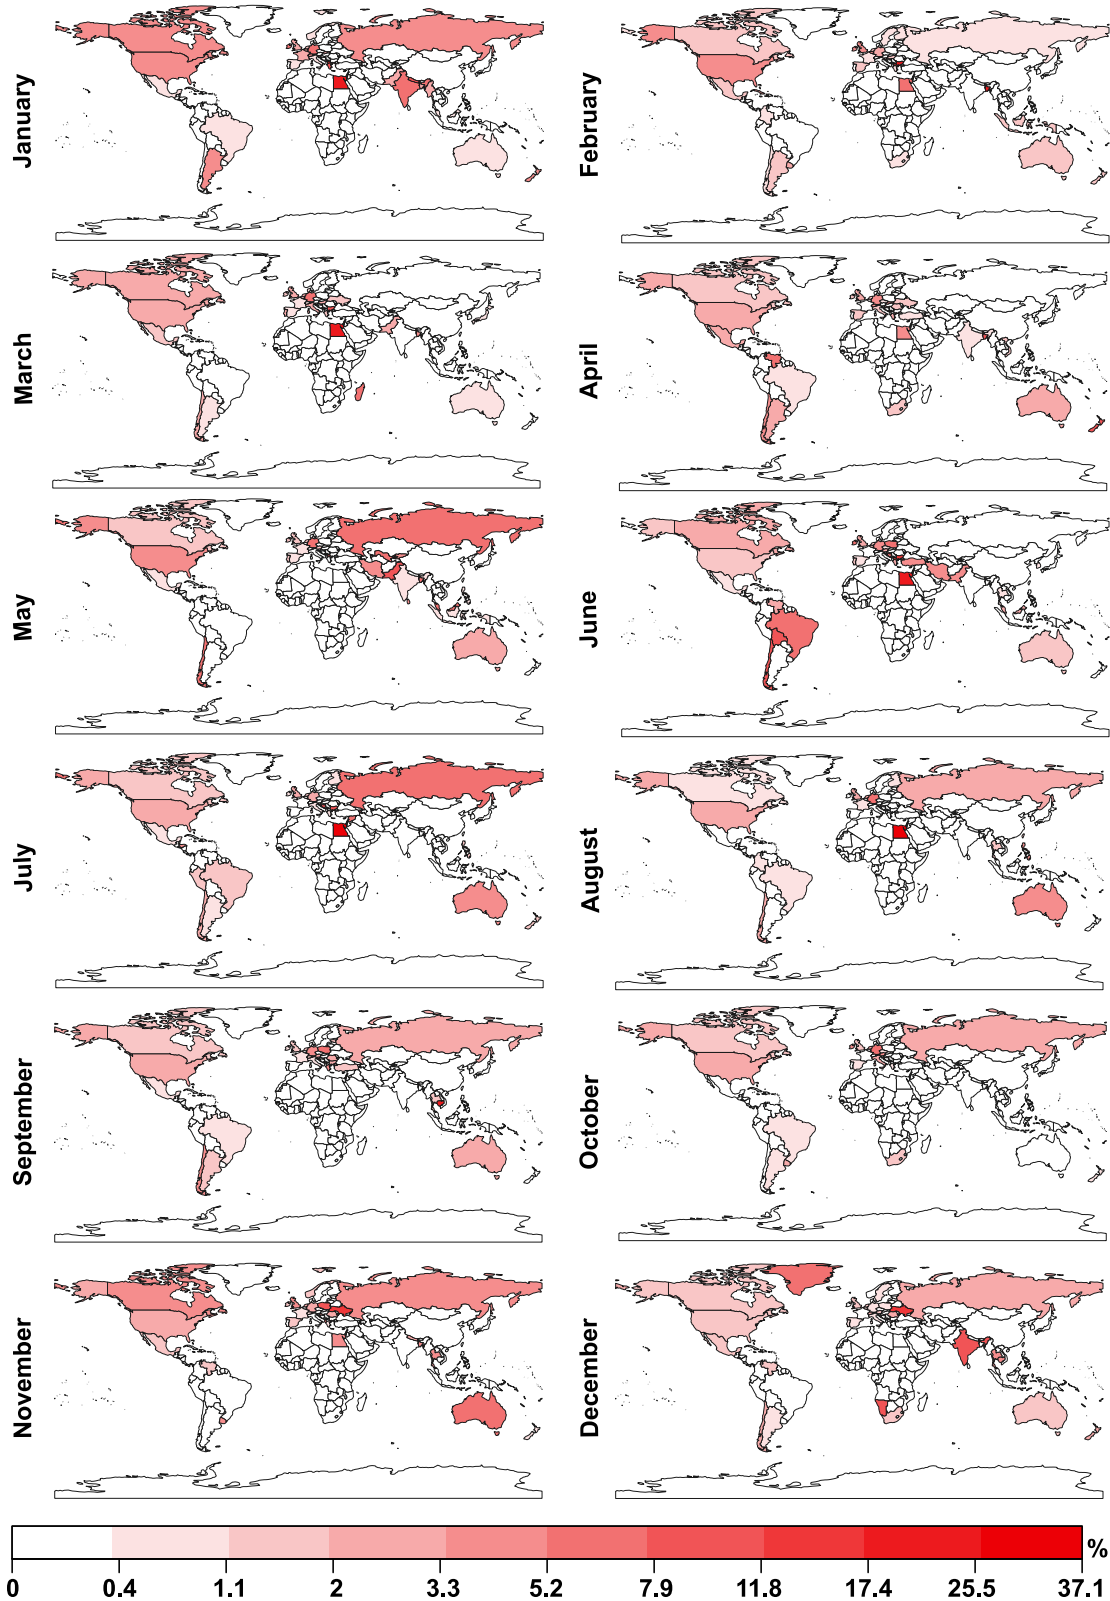 January
February
March
April
May
June
July
August
September
October
November
December
%
0 0.4 1.1 2 3.3 5.2 7.9 11.8 17.4 25.5 37.1